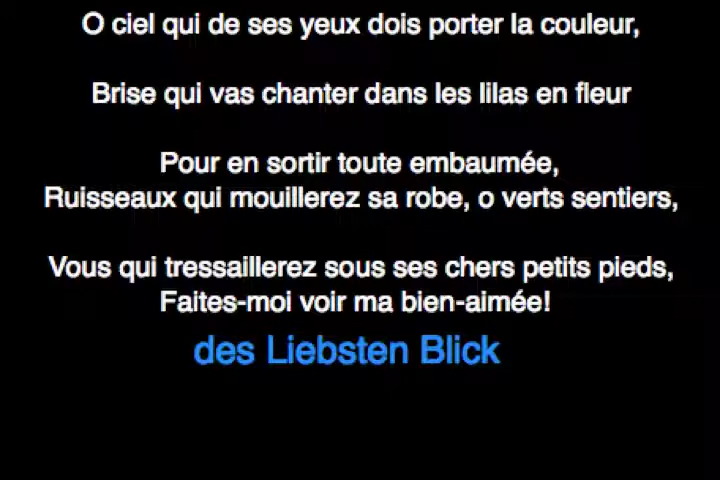 O ciel qui de ses yeux dois porter la couleur,
Brise qui vas chanter dans les lilas en fleur
Pour en sortir toute embaumée,
Ruisseaux qui mouillerez sa robe, o verts sentiers,
Vous qui tressaillerez sous ses chers petits pieds,
Faites-moi voir ma bien-aimée!
des Liebsten Blick